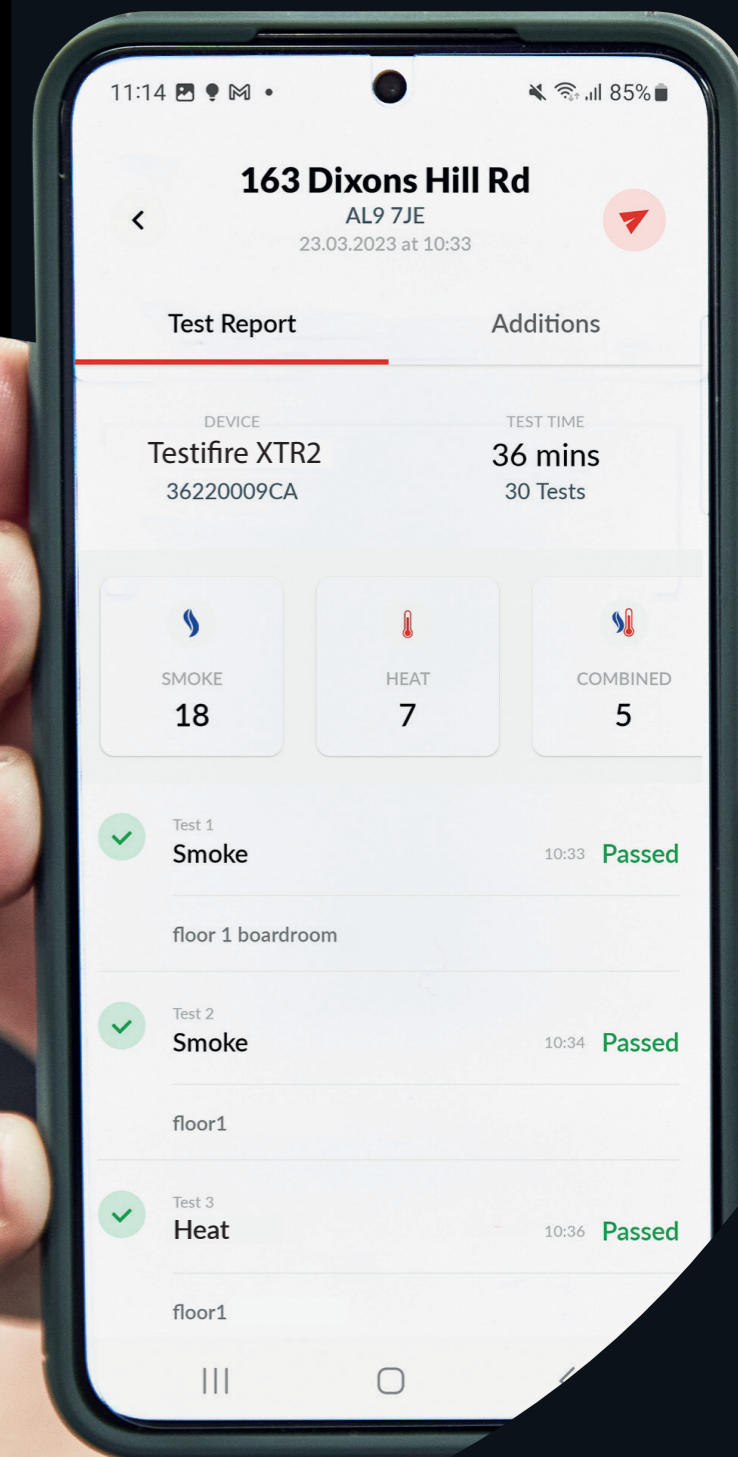 11:14 85%
163 Dixons Hill Rd
AL9 7JE
23.03.2023 at 10:33
Test Report Additions
DEVICE TEST TIME
Testifire XTR2 36 mins
36220009CA 30 Tests
SMOKE HEAT COMBINED
18 7 5
Test 1
Smoke 10:33 Passed
floor 1 boardroom
Test 2
Smoke 10:34 Passed
floor1
Test 3
Heat 10:36 Passed
floor1